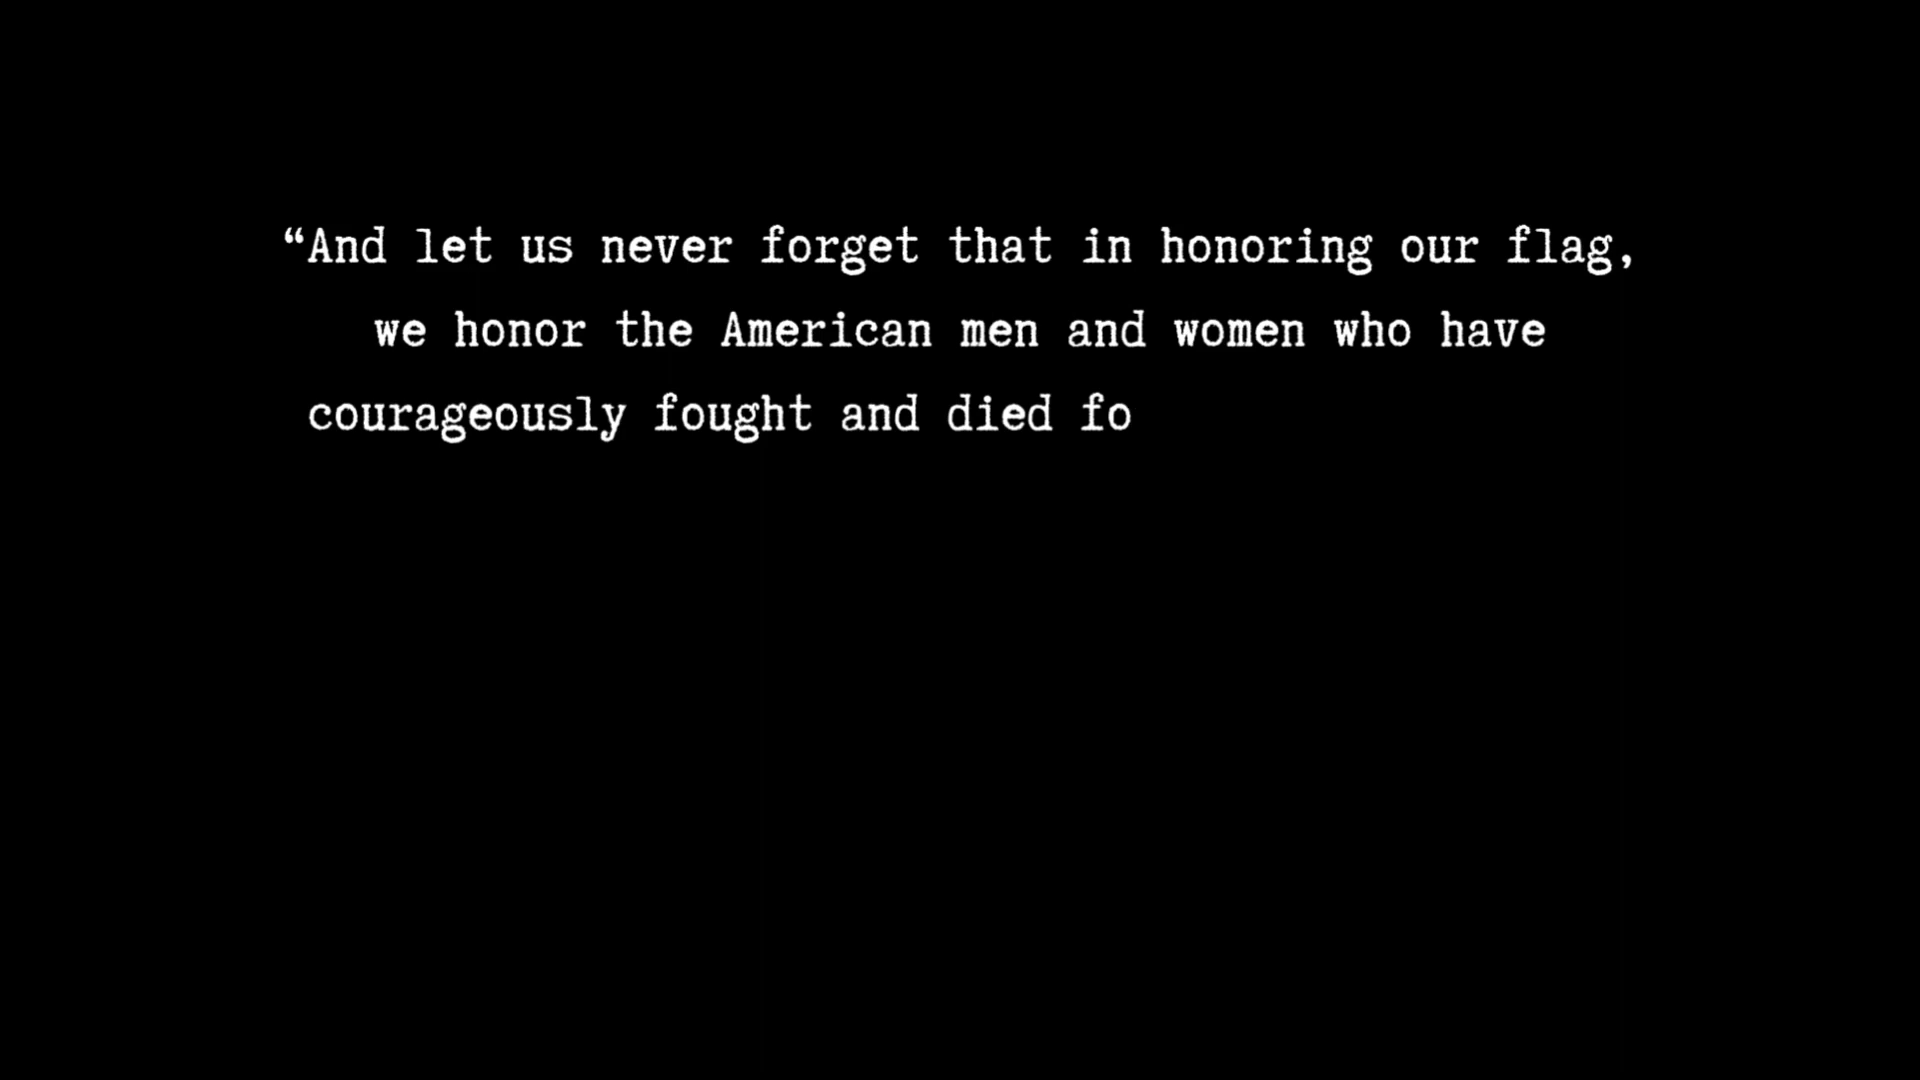 “And let us never forget that in honoring our flag,
we honor the American men and women who have
courageously fought and died fo